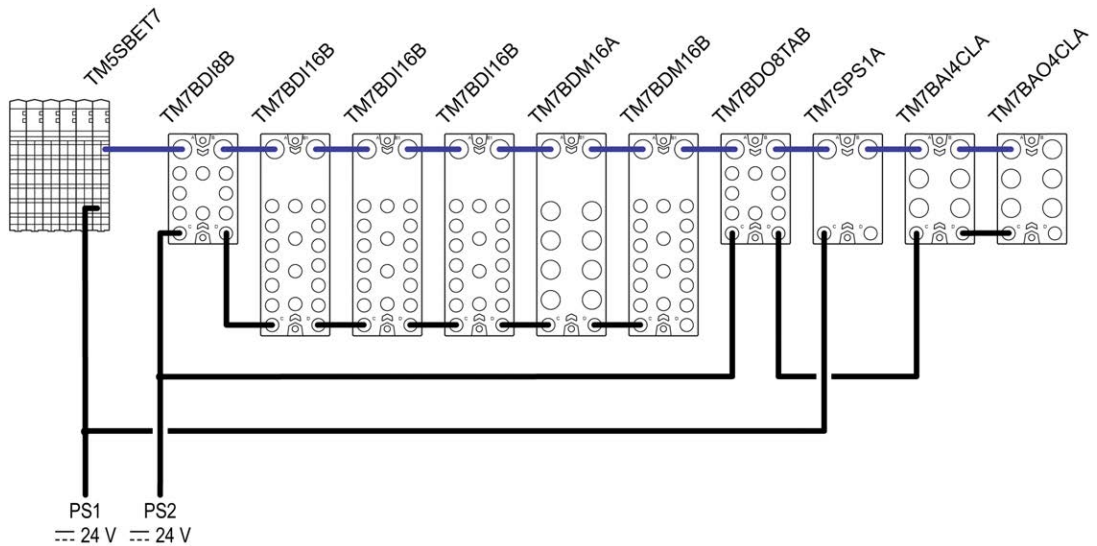 TM5SBET7
TM7BDI8B
TM7BDI16B
TM7BDI16B
TM7BDI16B
TM7BDM16A
TM7BDM16B
TM7BDO8TAB
TM7SPS1A
TM7BAI4CLA
TM7BAO4CLA
PS1
24 V
PS2
24 V